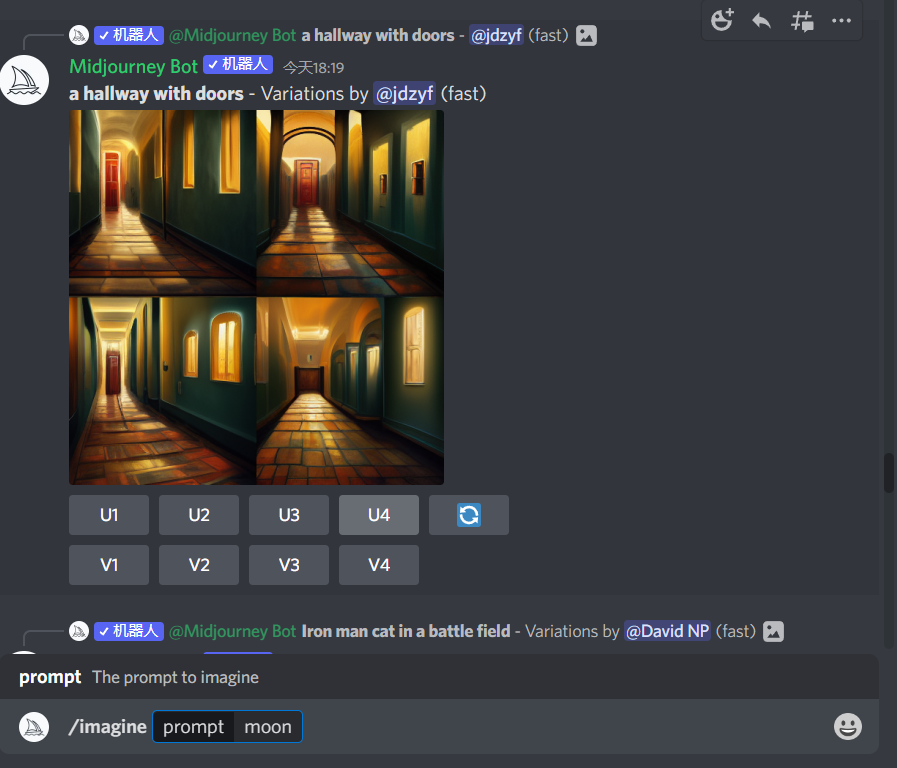 ✓ 机器人 @Midjourney Bot a hallway with doors - @jdzyf (fast)
Midjourney Bot ✓ 机器人 今天18:19
a hallway with doors - Variations by @jdzyf (fast)
U1 U2 U3 U4
V1 V2 V3 V4
✓ 机器人 @Midjourney Bot Iron man cat in a battle field - Variations by @David NP (fast)
prompt The prompt to imagine
/imagine prompt moon